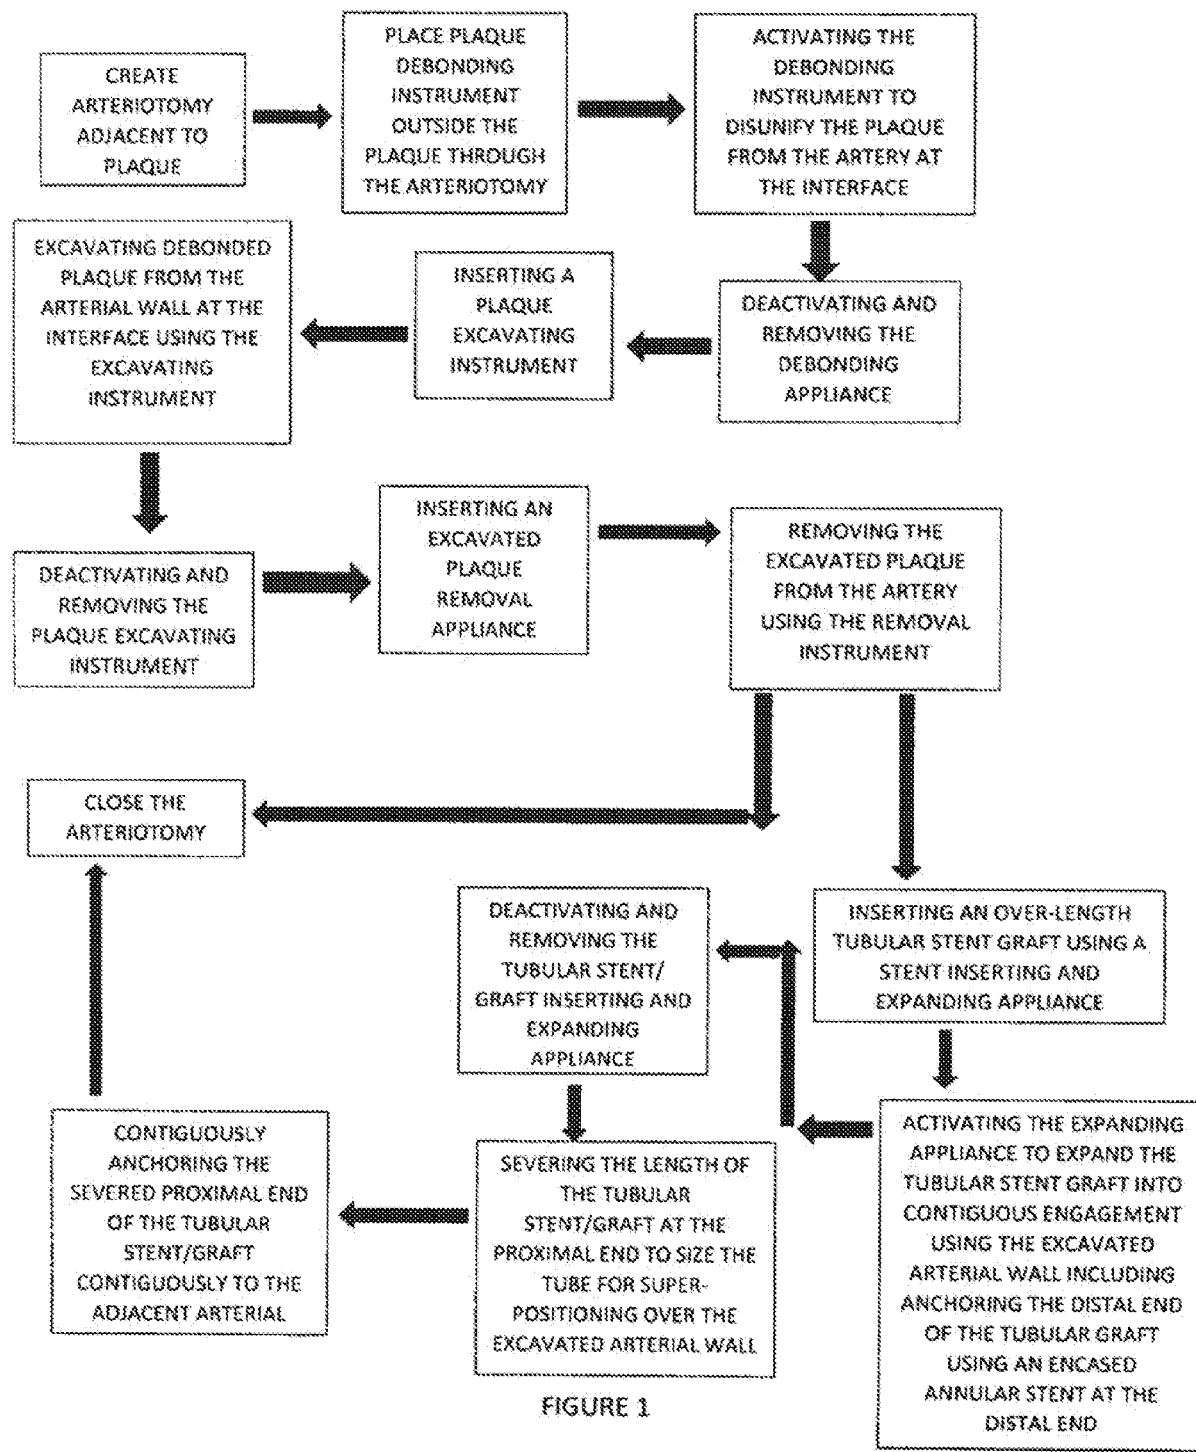 CREATE
ARTERIOTOMY
ADJACENT TO
PLAQUE
PLACE PLAQUE
DEBONDING
INSTRUMENT
OUTSIDE THE
PLAQUE THROUGH
THE ARTERIOTOMY
ACTIVATING THE
DEBONDING
INSTRUMENT TO
DISUNIFY THE PLAQUE
FROM THE ARTERY AT
THE INTERFACE
DEACTIVATING AND
REMOVING THE
DEBONDING
APPLIANCE
INSERTING A
PLAQUE
EXCAVATING
INSTRUMENT
EXCAVATING DEBONDED
PLAQUE FROM THE
ARTERIAL WALL AT THE
INTERFACE USING THE
EXCAVATING
INSTRUMENT
DEACTIVATING AND
REMOVING THE
PLAQUE EXCAVATING
INSTRUMENT
INSERTING AN
EXCAVATED
PLAQUE
REMOVAL
APPLIANCE
REMOVING THE
EXCAVATED PLAQUE
FROM THE ARTERY
USING THE REMOVAL
INSTRUMENT
CLOSE THE
ARTERIOTOMY
INSERTING AN OVER-LENGTH
TUBULAR STENT GRAFT USING A
STENT INSERTING AND
EXPANDING APPLIANCE
ACTIVATING THE EXPANDING
APPLIANCE TO EXPAND THE
TUBULAR STENT GRAFT INTO
CONTIGUOUS ENGAGEMENT
USING THE EXCAVATED
ARTERIAL WALL INCLUDING
ANCHORING THE DISTAL END
OF THE TUBULAR GRAFT
USING AN ENCASED
ANNULAR STENT AT THE
DISTAL END
DEACTIVATING AND
REMOVING THE
TUBULAR STENT/
GRAFT INSERTING AND
EXPANDING
APPLIANCE
SEVERING THE LENGTH OF
THE TUBULAR
STENT/GRAFT AT THE
PROXIMAL END TO SIZE THE
TUBE FOR SUPER-
POSITIONING OVER THE
EXCAVATED ARTERIAL WALL
CONTIGUOUSLY
ANCHORING THE
SEVERED PROXIMAL END
OF THE TUBULAR
STENT/GRAFT
CONTIGUOUSLY TO THE
ADJACENT ARTERIAL
FIGURE 1